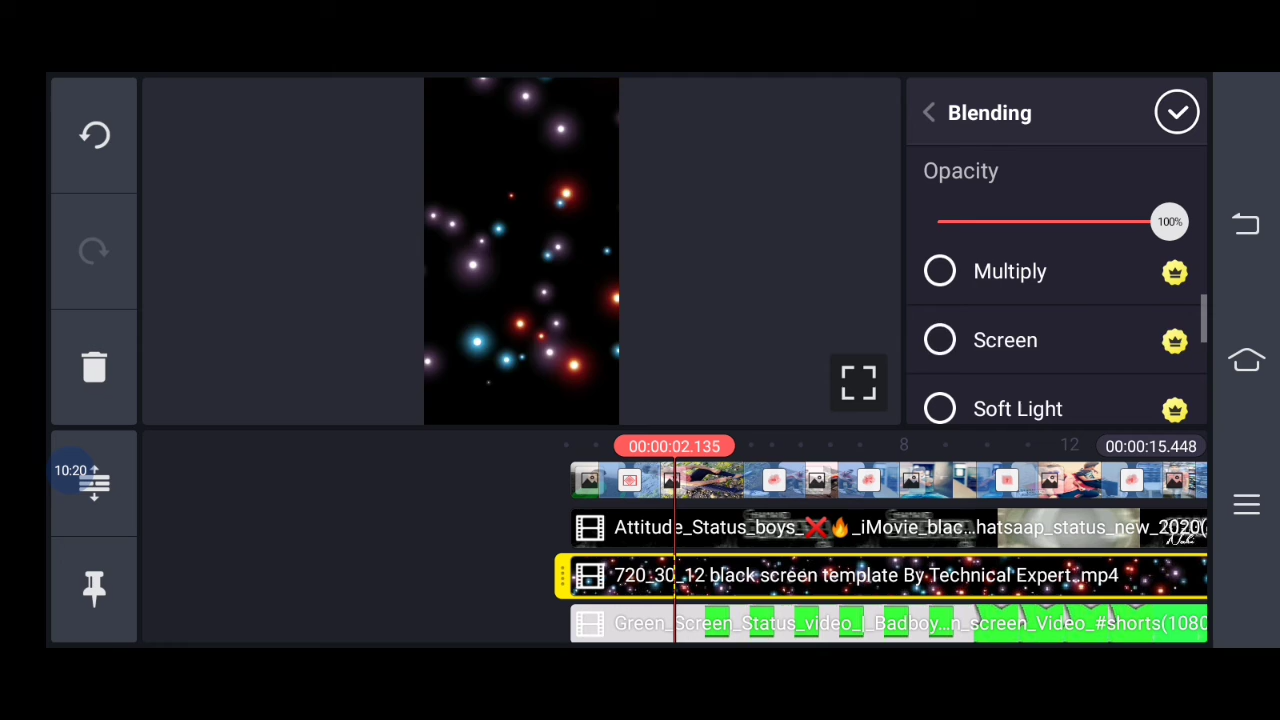 Blending
Opacity
100%
Multiply
Screen
Soft Light
00:00:02.135
8
12
00:00:15.448
10:20
Attitude_Status_boys_❌🔥_iMovie_blac...hatsaap_status_new_2020(
720_30_12 black screen template By Technical Expert..mp4
Green_Screen_Status_video_|_Badboy...n_screen_Video_#shorts(1080